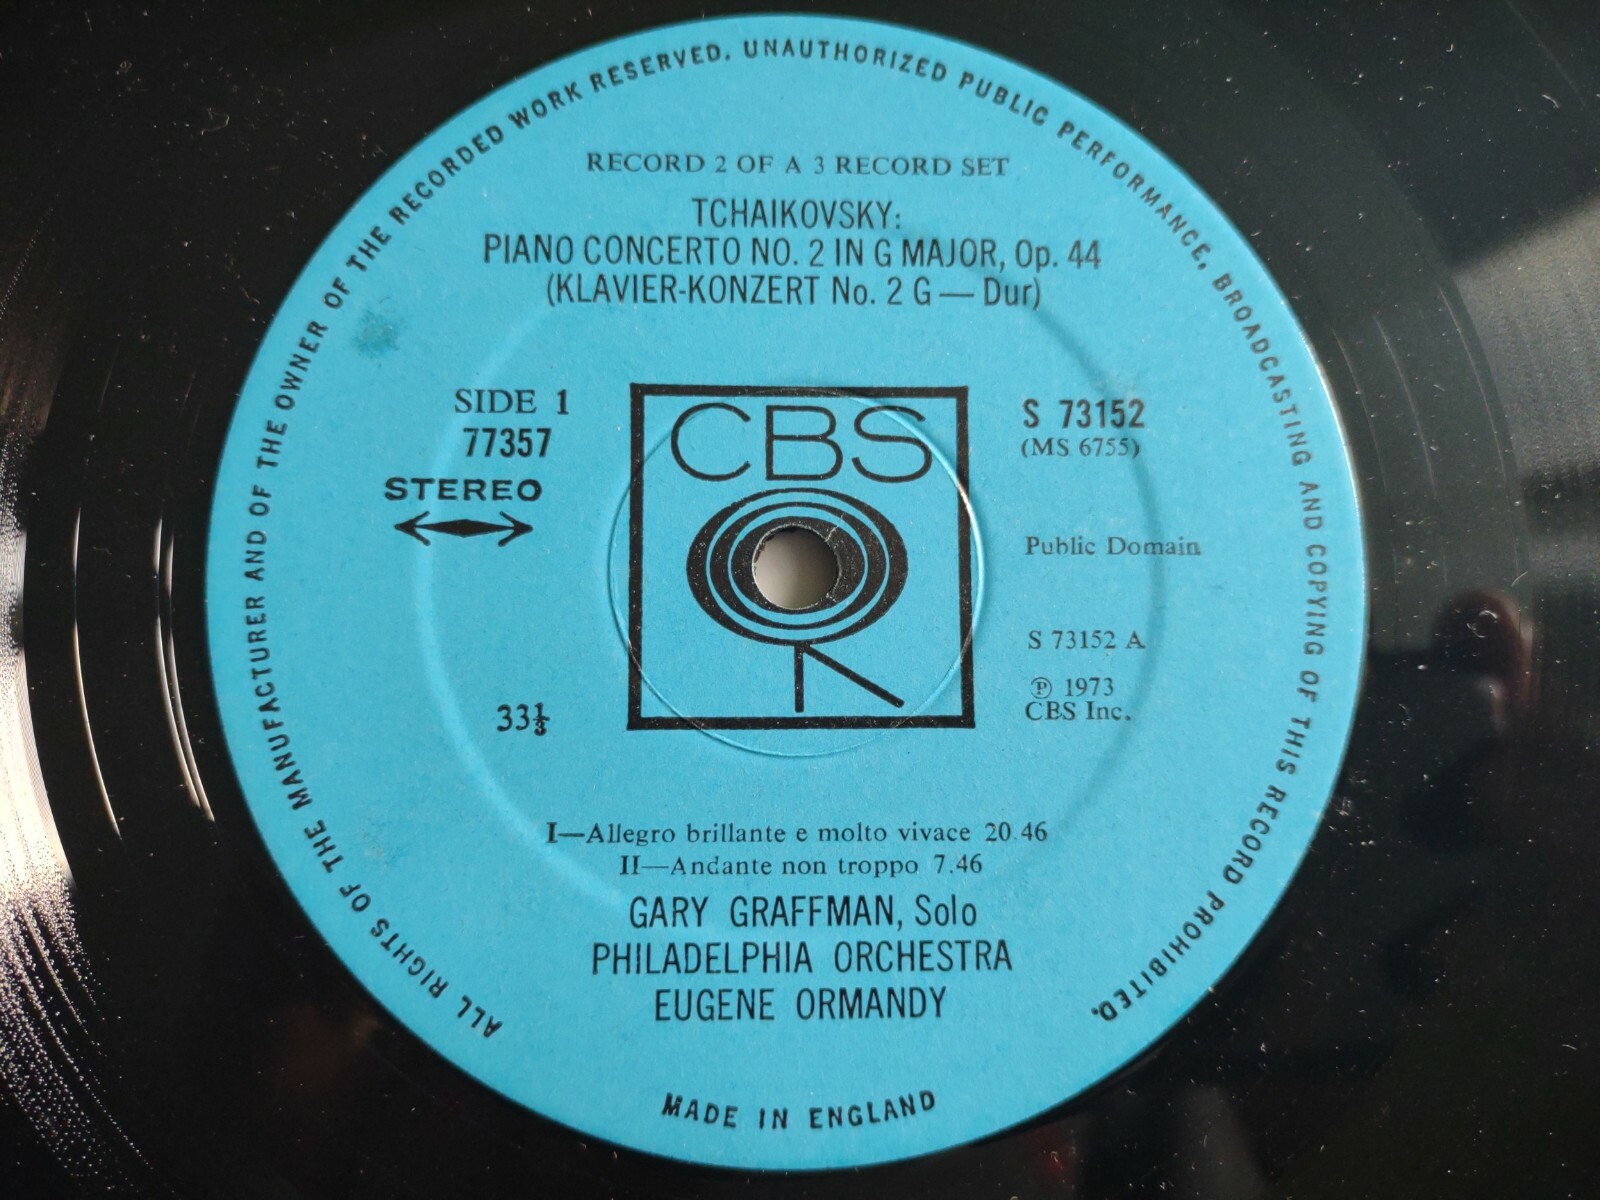 ALL RIGHTS OF THE MANUFACTURER AND OF THE OWNER OF THE RECORDED WORK RESERVED. UNAUTHORIZED PUBLIC PERFORMANCE, BROADCASTING AND COPYING OF THIS RECORD PROHIBITED.
RECORD 2 OF A 3 RECORD SET
TCHAIKOVSKY:
PIANO CONCERTO NO. 2 IN G MAJOR, Op. 44
(KLAVIER-KONZERT No. 2 G — Dur)
SIDE 1
77357
STEREO
33⅓
CBS
S 73152
(MS 6755)
Public Domain
S 73152 A
℗ 1973
CBS Inc.
I—Allegro brillante e molto vivace 20.46
II—Andante non troppo 7.46
GARY GRAFFMAN, Solo
PHILADELPHIA ORCHESTRA
EUGENE ORMANDY
MADE IN ENGLAND